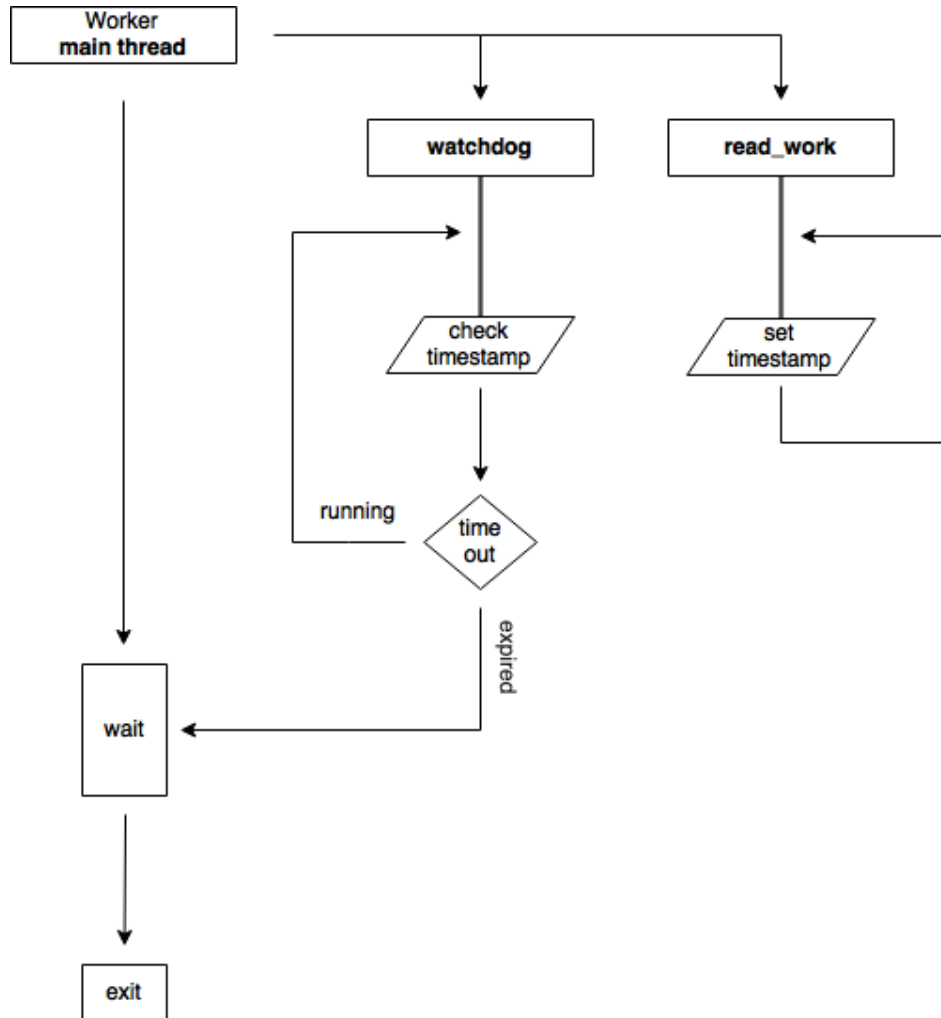 Worker
main thread
watchdog
read_work
check
timestamp
set
timestamp
running
time
out
expired
wait
exit